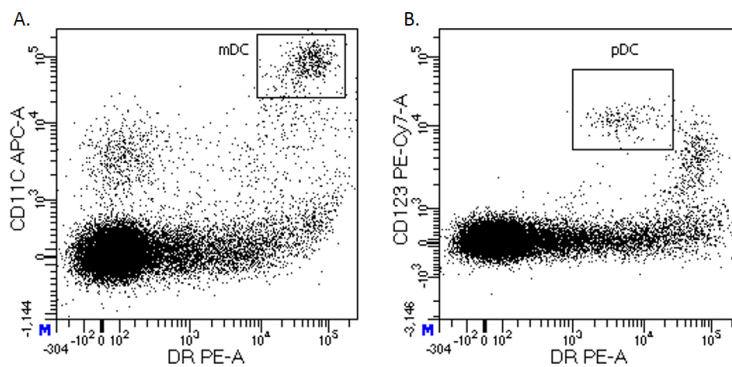 A.
mDC
CD11C APC-A
10^5
10^4
10^3
0
-1,144
M
-304 -10^2 0 10^2 10^3 10^4 10^5
DR PE-A
B.
pDC
CD123 PE-Cy7-A
10^5
10^4
10^3
0
-10^3
-3,146
M
-304 -10^2 0 10^2 10^3 10^4 10^5
DR PE-A